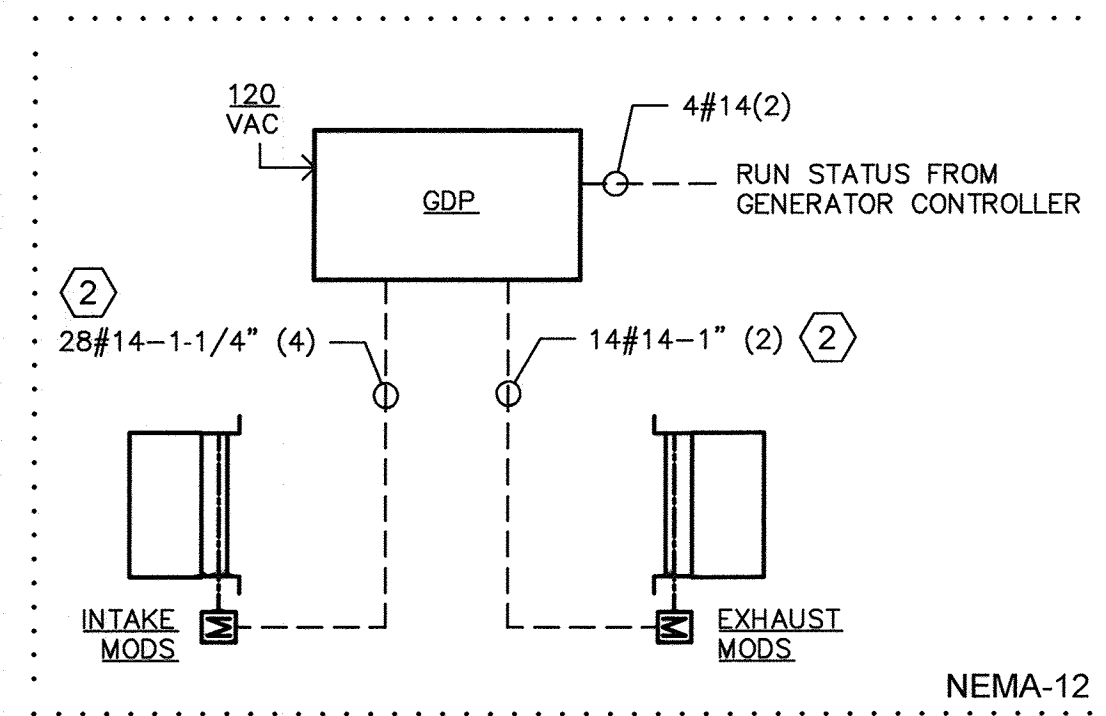 120
VAC
4#14(2)
GDP
RUN STATUS FROM
GENERATOR CONTROLLER
2
28#14-1-1/4" (4)
14#14-1" (2) 2
INTAKE
MODS
M
M
EXHAUST
MODS
NEMA-12